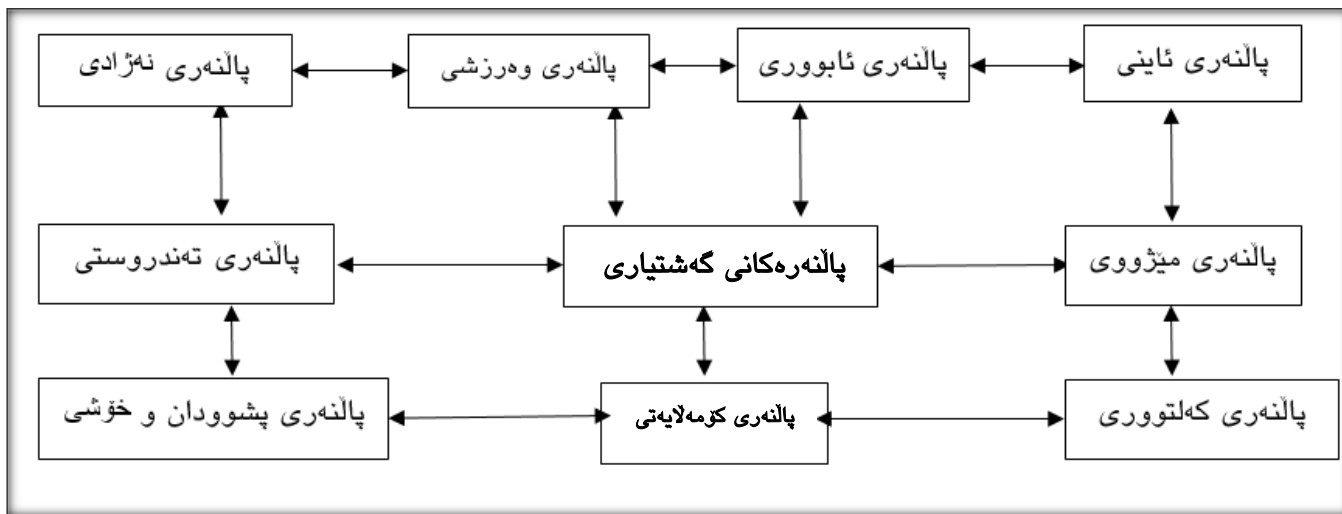 پاڵنەری ئاینی
پاڵنەری ئابووری
پاڵنەری وەرزشی
پاڵنەری نەژادی
پاڵنەری مێژووی
پاڵنەرەکانی گەشتیاری
پاڵنەری تەندروستی
پاڵنەری کەلتووری
پاڵنەری کۆمەڵایەتی
پاڵنەری پشوودان و خۆشی